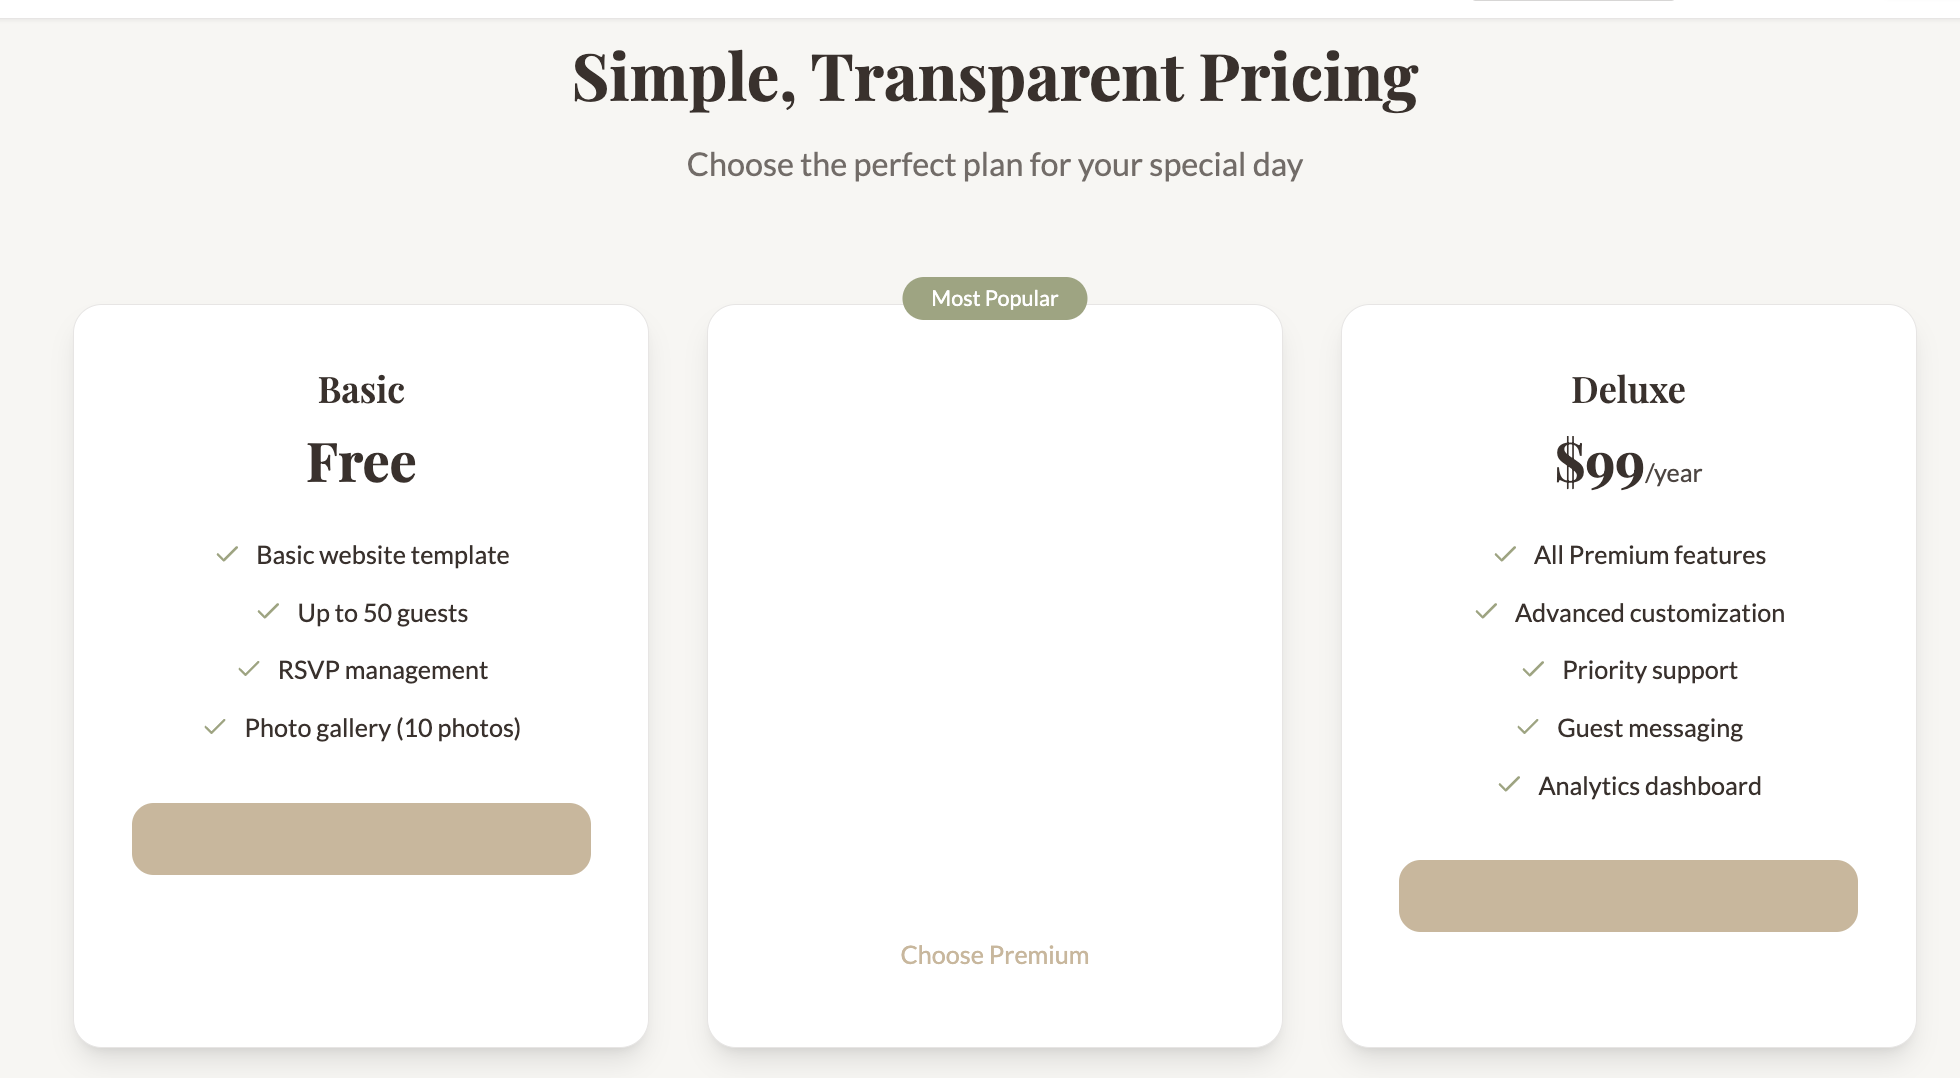 Simple, Transparent Pricing
Choose the perfect plan for your special day
Basic
Free
Basic website template
Up to 50 guests
RSVP management
Photo gallery (10 photos)
Most Popular
Choose Premium
Deluxe
$99/year
All Premium features
Advanced customization
Priority support
Guest messaging
Analytics dashboard